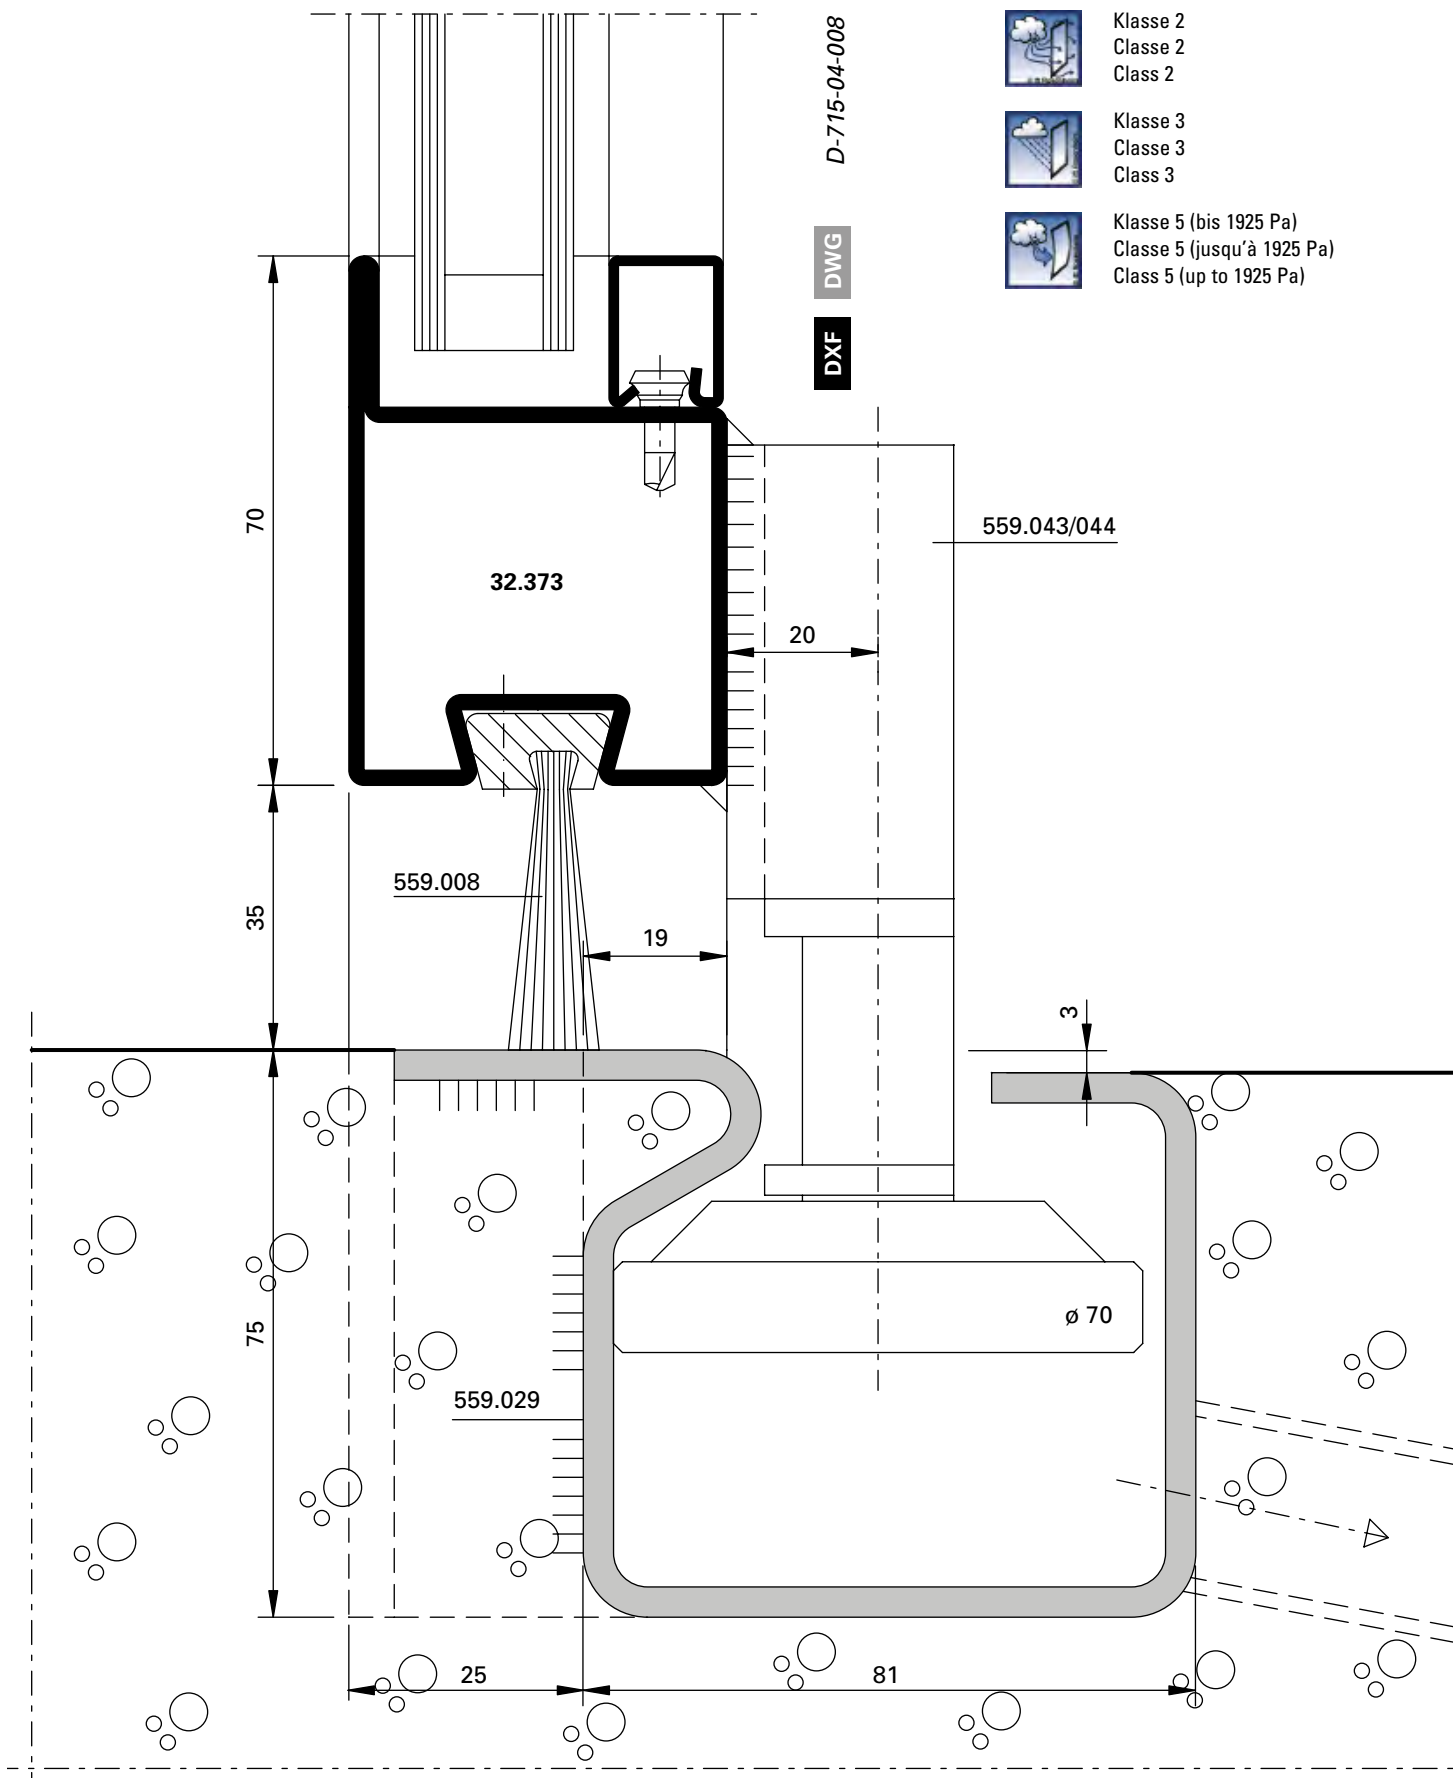 D-715-04-008
DWG
DXF
Klasse 2
Classe 2
Class 2
Klasse 3
Classe 3
Class 3
Klasse 5 (bis 1925 Pa)
Classe 5 (jusqu'à 1925 Pa)
Class 5 (up to 1925 Pa)
70
559.043/044
32.373
20
559.008
35
19
3
75
ø 70
559.029
25
81